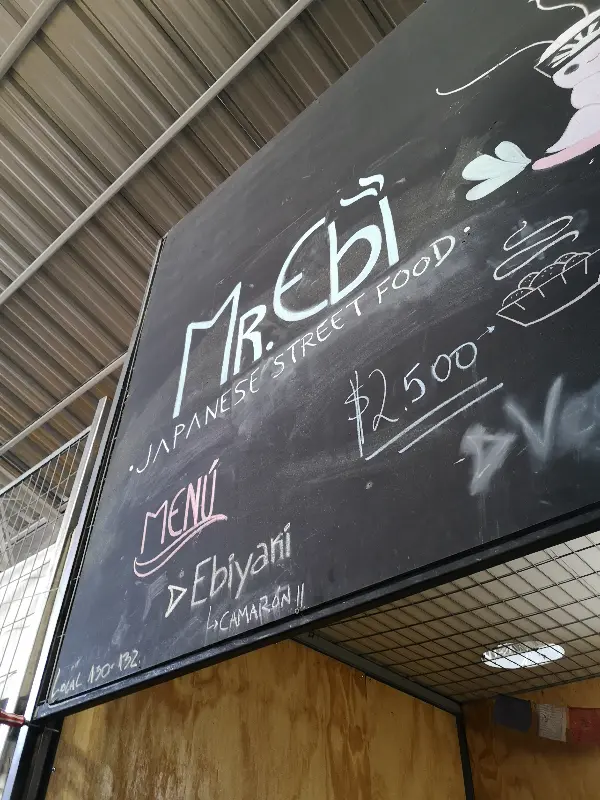 Mr. Ebi
• JAPANESE STREET FOOD •
$2.500
MENÚ
Ebiyaki
CAMARÓN!!
Local 130-132